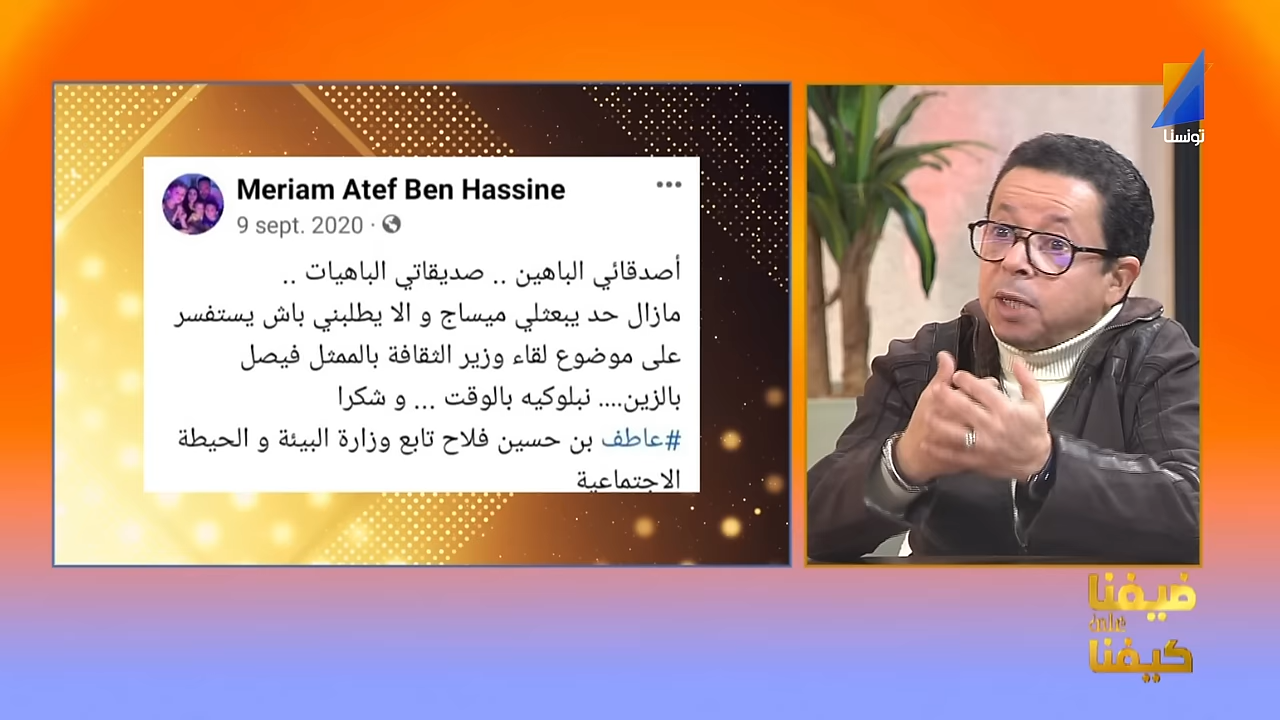 Meriam Atef Ben Hassine
9 sept. 2020 ·
أصدقائي الباهين .. صديقاتي الباهيات ..
مازال حد يبعثلي ميساج و الا يطلبني باش يستفسر
على موضوع لقاء وزير الثقافة بالممثل فيصل
بالزين.... نبلوكيه بالوقت ... و شكرا
#عاطف بن حسين فلاح تابع وزارة البيئة و الحيطة
الاجتماعية
تونسنا
ضيفنا
على
كيفنا